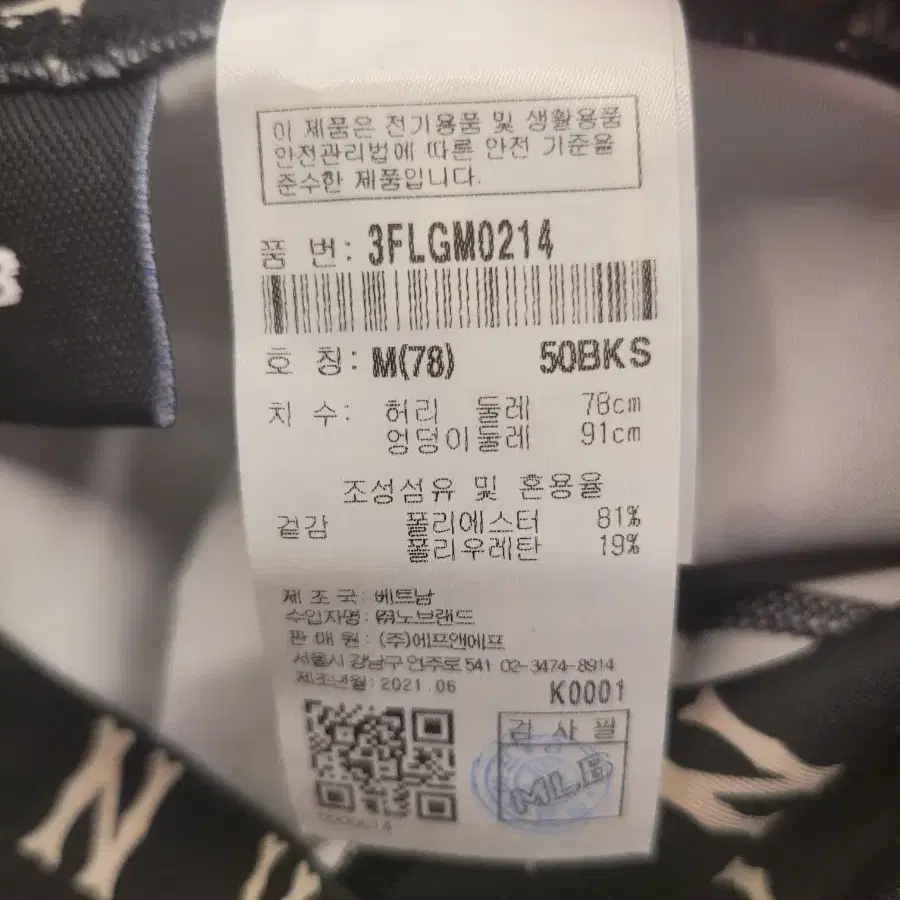 이 제품은 전기용품 및 생활용품
안전관리법에 따른 안전 기준을
준수한 제품입니다.
품 번: 3FLGM0214
호 칭: M(78) 50BKS
치 수: 허리 둘레 78cm
엉덩이둘레 91cm
조성섬유 및 혼용율
겉감 폴리에스터 81%
폴리우레탄 19%
제 조 국: 베트남
수입자명: ㈜노브랜드
판 매 원: (주)에프앤에프
서울시 강남구 언주로 541 02-3474-8914
제조년월: 2021. 06
K0001
검 사 필
MLB